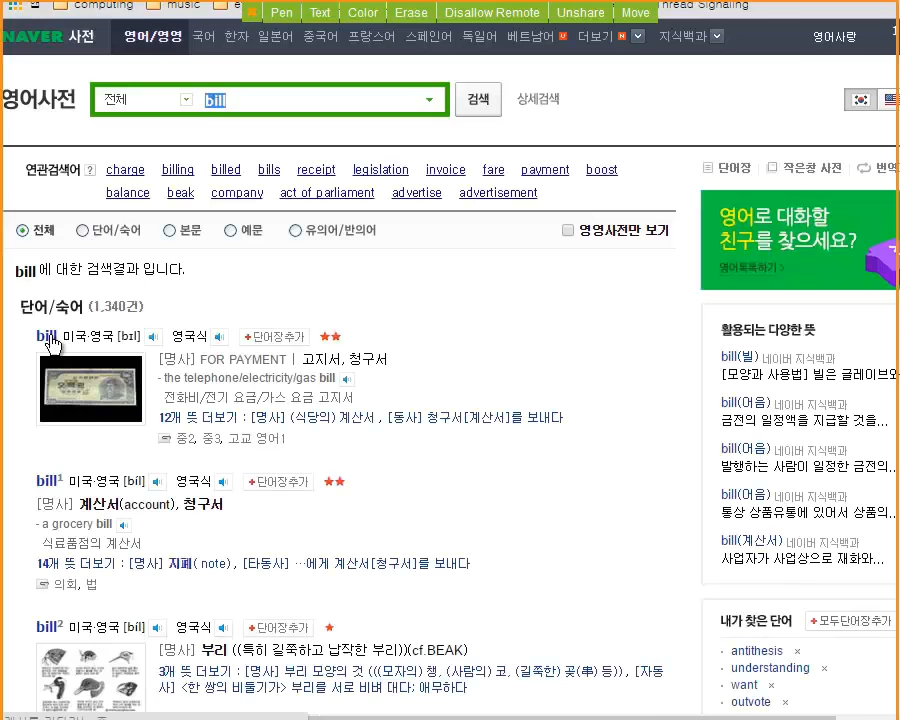 computing music
Pen Text Color Erase Disallow Remote Unshare Move
Thread Signaling
NAVER 사전 영어/영영 국어 한자 일본어 중국어 프랑스어 스페인어 독일어 베트남어 더보기 지식백과 영어사랑
영어사전 전체 bill 검색 상세검색
연관검색어 ? charge billing billed bills receipt legislation invoice fare payment boost
balance beak company act of parliament advertise advertisement
단어장 작은창 사전 번역
전체 단어/숙어 본문 예문 유의어/반의어 영영사전만 보기
영어로 대화할
친구를 찾으세요?
영어톡톡하기 >
bill에 대한 검색결과 입니다.
단어/숙어 (1,340건)
bill 미국·영국 [bɪl] 영국식 +단어장추가 ★★
[명사] FOR PAYMENT | 고지서, 청구서
- the telephone/electricity/gas bill
전화비/전기 요금/가스 요금 고지서
12개 뜻 더보기 : [명사] (식당의) 계산서 , [동사] 청구서[계산서]를 보내다
중2, 중3, 고교 영어1
bill1 미국·영국 [bíl] 영국식 +단어장추가 ★★
[명사] 계산서(account), 청구서
- a grocery bill
식료품점의 계산서
14개 뜻 더보기 : [명사] 지폐( note) , [타동사] …에게 계산서[청구서]를 보내다
의회, 법
bill2 미국·영국 [bíl] 영국식 +단어장추가 ★
[명사] 부리 ((특히 길쭉하고 납작한 부리))(cf.BEAK)
3개 뜻 더보기 : [명사] 부리 모양의 것 (((모자의) 챙, (사람의) 코, (길쭉한) 곶(串) 등)) , [자동
사] <한 쌍의 비둘기가> 부리를 서로 비벼 대다; 애무하다
활용되는 다양한 뜻
bill(빌) 네이버 지식백과
[모양과 사용법] 빌은 글레이브와
bill(어음) 네이버 지식백과
금전의 일정액을 지급할 것을...
bill(어음) 네이버 지식백과
발행하는 사람이 일정한 금전의...
bill(어음) 네이버 지식백과
통상 상품유통에 있어서 상품의...
bill(계산서) 네이버 지식백과
사업자가 사업상으로 재화와...
내가 찾은 단어 +모두단어장추가
· antithesis ×
· understanding ×
· want ×
· outvote ×